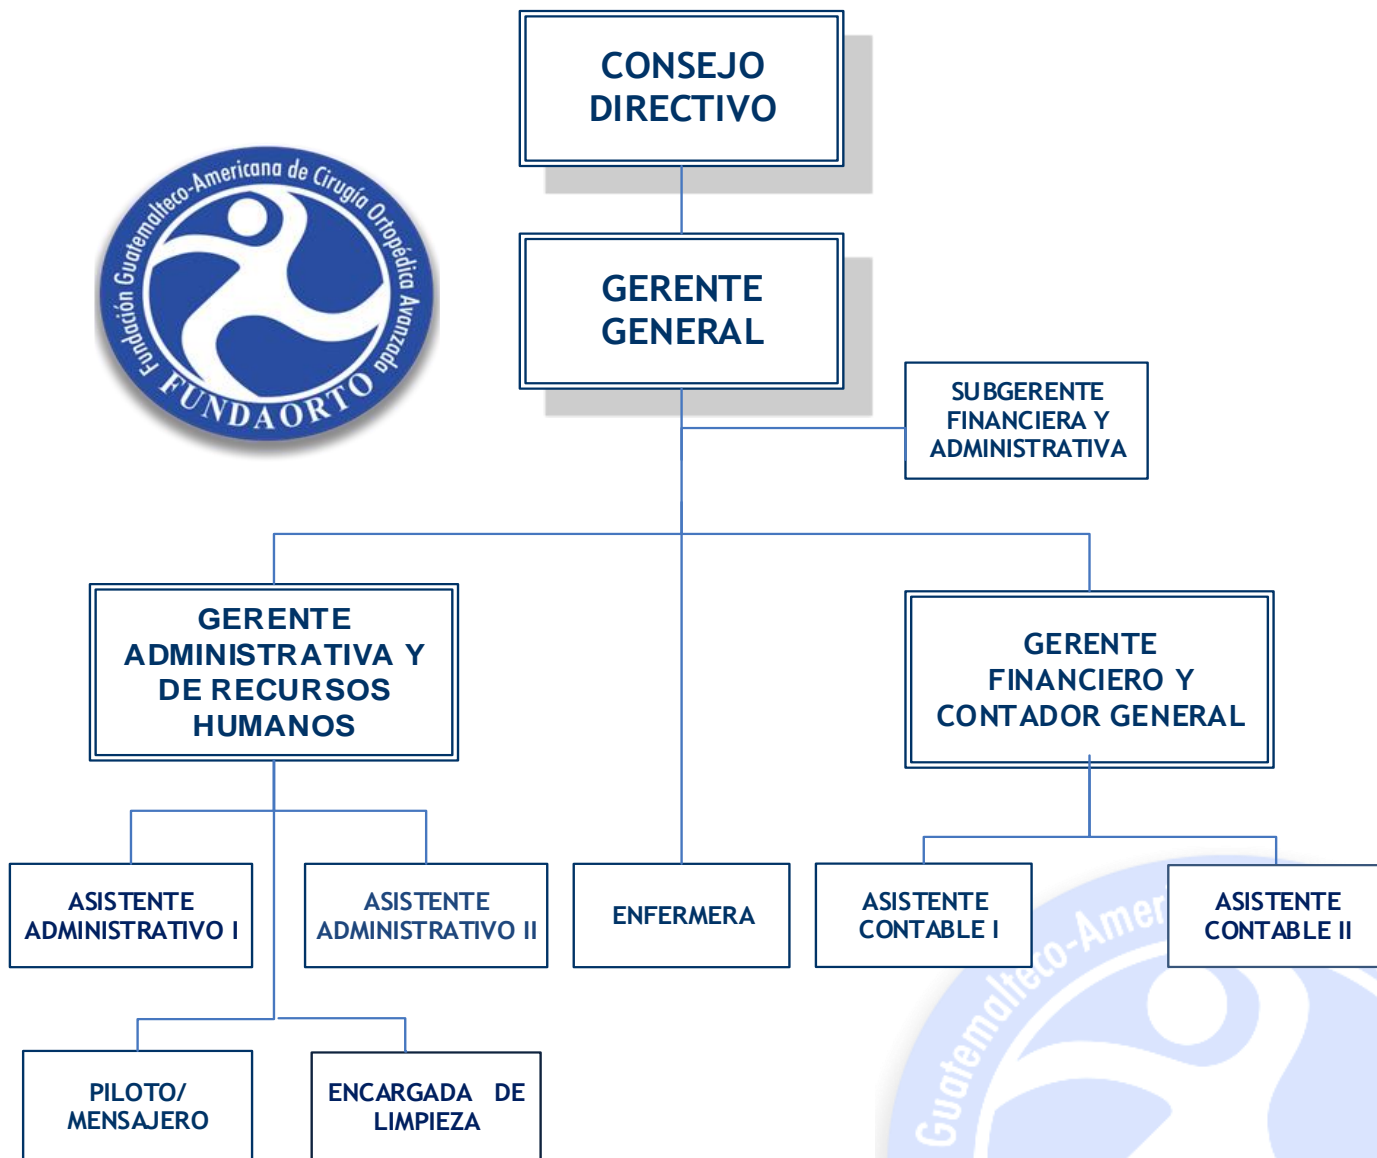 CONSEJO
DIRECTIVO
Fundación Guatemalteco-Americana de Cirugía Ortopédica Avanzada
FUNDAORTO
GERENTE
GENERAL
SUBGERENTE
FINANCIERA Y
ADMINISTRATIVA
GERENTE
ADMINISTRATIVA Y
DE RECURSOS
HUMANOS
GERENTE
FINANCIERO Y
CONTADOR GENERAL
ASISTENTE
ADMINISTRATIVO I
ASISTENTE
ADMINISTRATIVO II
ENFERMERA
ASISTENTE
CONTABLE I
ASISTENTE
CONTABLE II
PILOTO/
MENSAJERO
ENCARGADA DE
LIMPIEZA
Guatemalteco-Amer